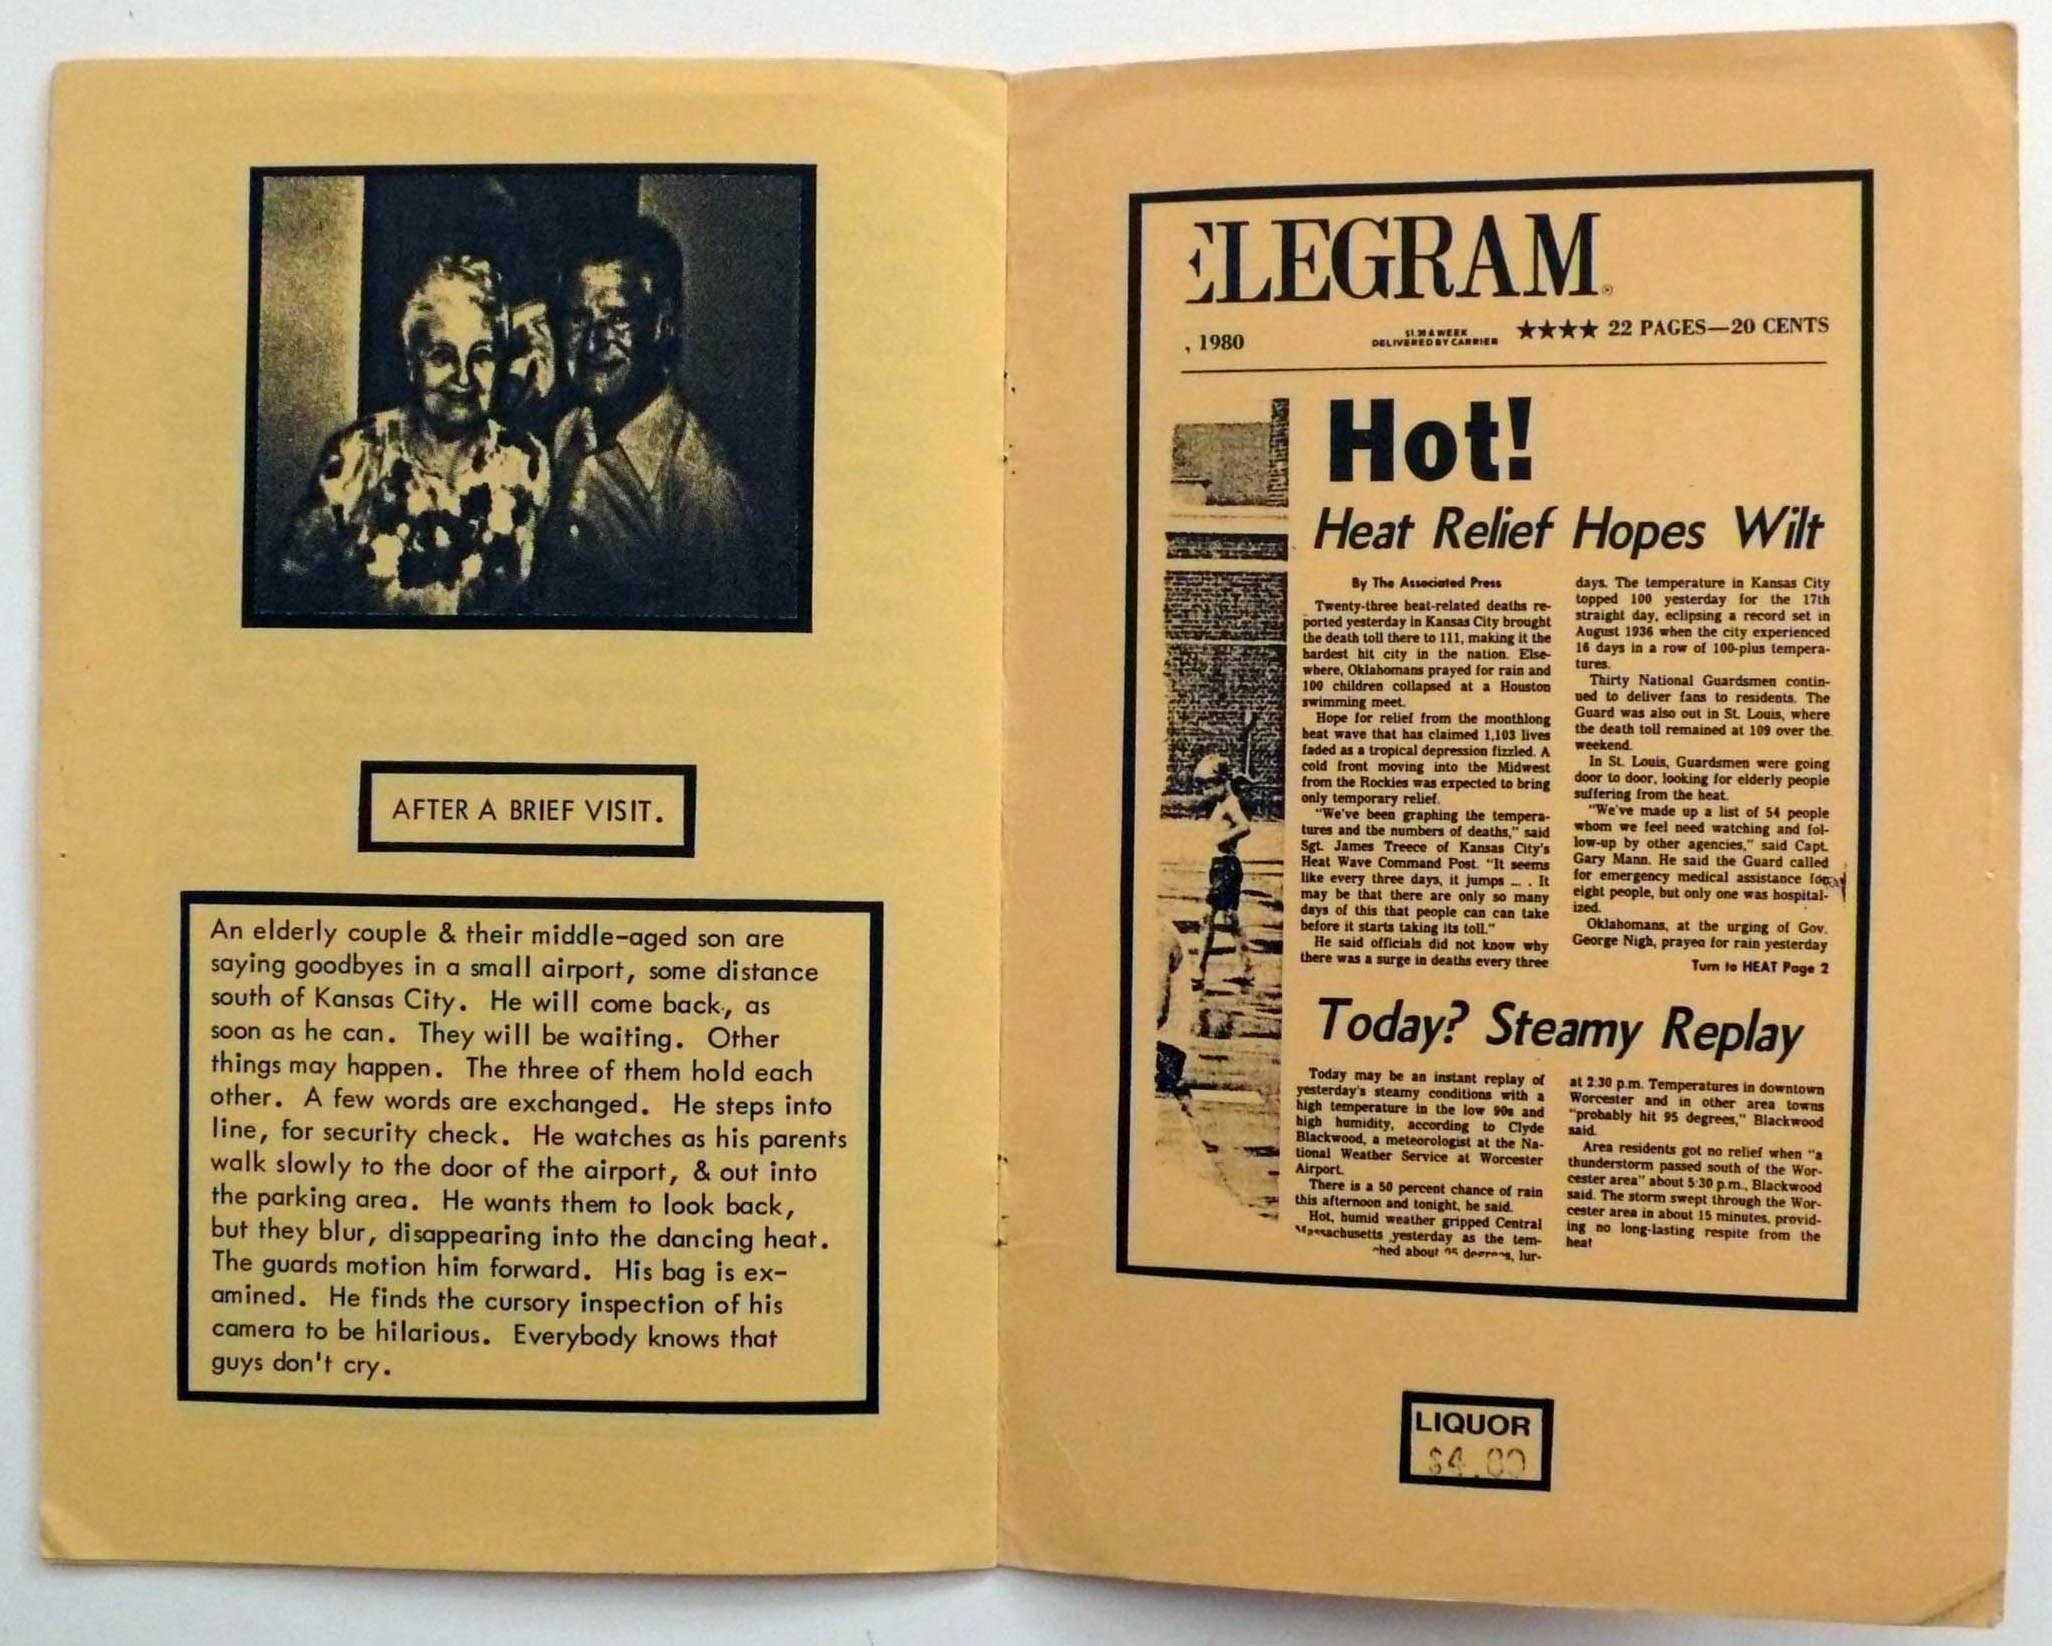 AFTER A BRIEF VISIT.
An elderly couple & their middle-aged son are
saying goodbyes in a small airport, some distance
south of Kansas City. He will come back, as
soon as he can. They will be waiting. Other
things may happen. The three of them hold each
other. A few words are exchanged. He steps into
line, for security check. He watches as his parents
walk slowly to the door of the airport, & out into
the parking area. He wants them to look back,
but they blur, disappearing into the dancing heat.
The guards motion him forward. His bag is ex-
amined. He finds the cursory inspection of his
camera to be hilarious. Everybody knows that
guys don't cry.
ELEGRAM®
, 1980
A WEEK
DELIVERED BY CARRIER
★★★★ 22 PAGES—20 CENTS
Hot!
Heat Relief Hopes Wilt
By The Associated Press
Twenty-three heat-related deaths re-
ported yesterday in Kansas City brought
the death toll there to 111, making it the
hardest hit city in the nation. Else-
where, Oklahomans prayed for rain and
100 children collapsed at a Houston
swimming meet.
Hope for relief from the monthlong
heat wave that has claimed 1,103 lives
faded as a tropical depression fizzled. A
cold front moving into the Midwest
from the Rockies was expected to bring
only temporary relief.
"We've been graphing the tempera-
tures and the numbers of deaths," said
Sgt. James Treece of Kansas City's
Heat Wave Command Post. "It seems
like every three days, it jumps ... . It
may be that there are only so many
days of this that people can can take
before it starts taking its toll."
He said officials did not know why
there was a surge in deaths every three
days. The temperature in Kansas City
topped 100 yesterday for the 17th
straight day, eclipsing a record set in
August 1936 when the city experienced
16 days in a row of 100-plus tempera-
tures.
Thirty National Guardsmen contin-
ued to deliver fans to residents. The
Guard was also out in St. Louis, where
the death toll remained at 109 over the
weekend.
In St. Louis, Guardsmen were going
door to door, looking for elderly people
suffering from the heat.
"We've made up a list of 54 people
whom we feel need watching and fol-
low-up by other agencies," said Capt.
Gary Mann. He said the Guard called
for emergency medical assistance for
eight people, but only one was hospital-
ized.
Oklahomans, at the urging of Gov.
George Nigh, prayed for rain yesterday
Turn to HEAT Page 2
Today? Steamy Replay
Today may be an instant replay of
yesterday's steamy conditions with a
high temperature in the low 90s and
high humidity, according to Clyde
Blackwood, a meteorologist at the Na-
tional Weather Service at Worcester
Airport.
There is a 50 percent chance of rain
this afternoon and tonight, he said.
Hot, humid weather gripped Central
Massachusetts yesterday as the tem-
ched about 95 degrees, lur-
at 2:30 p.m. Temperatures in downtown
Worcester and in other area towns
"probably hit 95 degrees," Blackwood
said.
Area residents got no relief when "a
thunderstorm passed south of the Wor-
cester area" about 5:30 p.m., Blackwood
said. The storm swept through the Wor-
cester area in about 15 minutes, provid-
ing no long-lasting respite from the
heat
LIQUOR